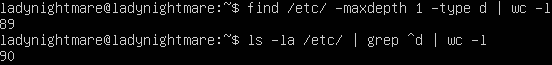 ladynightmare@ladynightmare:~$ find /etc/ -maxdepth 1 -type d | wc -l
89
ladynightmare@ladynightmare:~$ ls -la /etc/ | grep ^d | wc -l
90